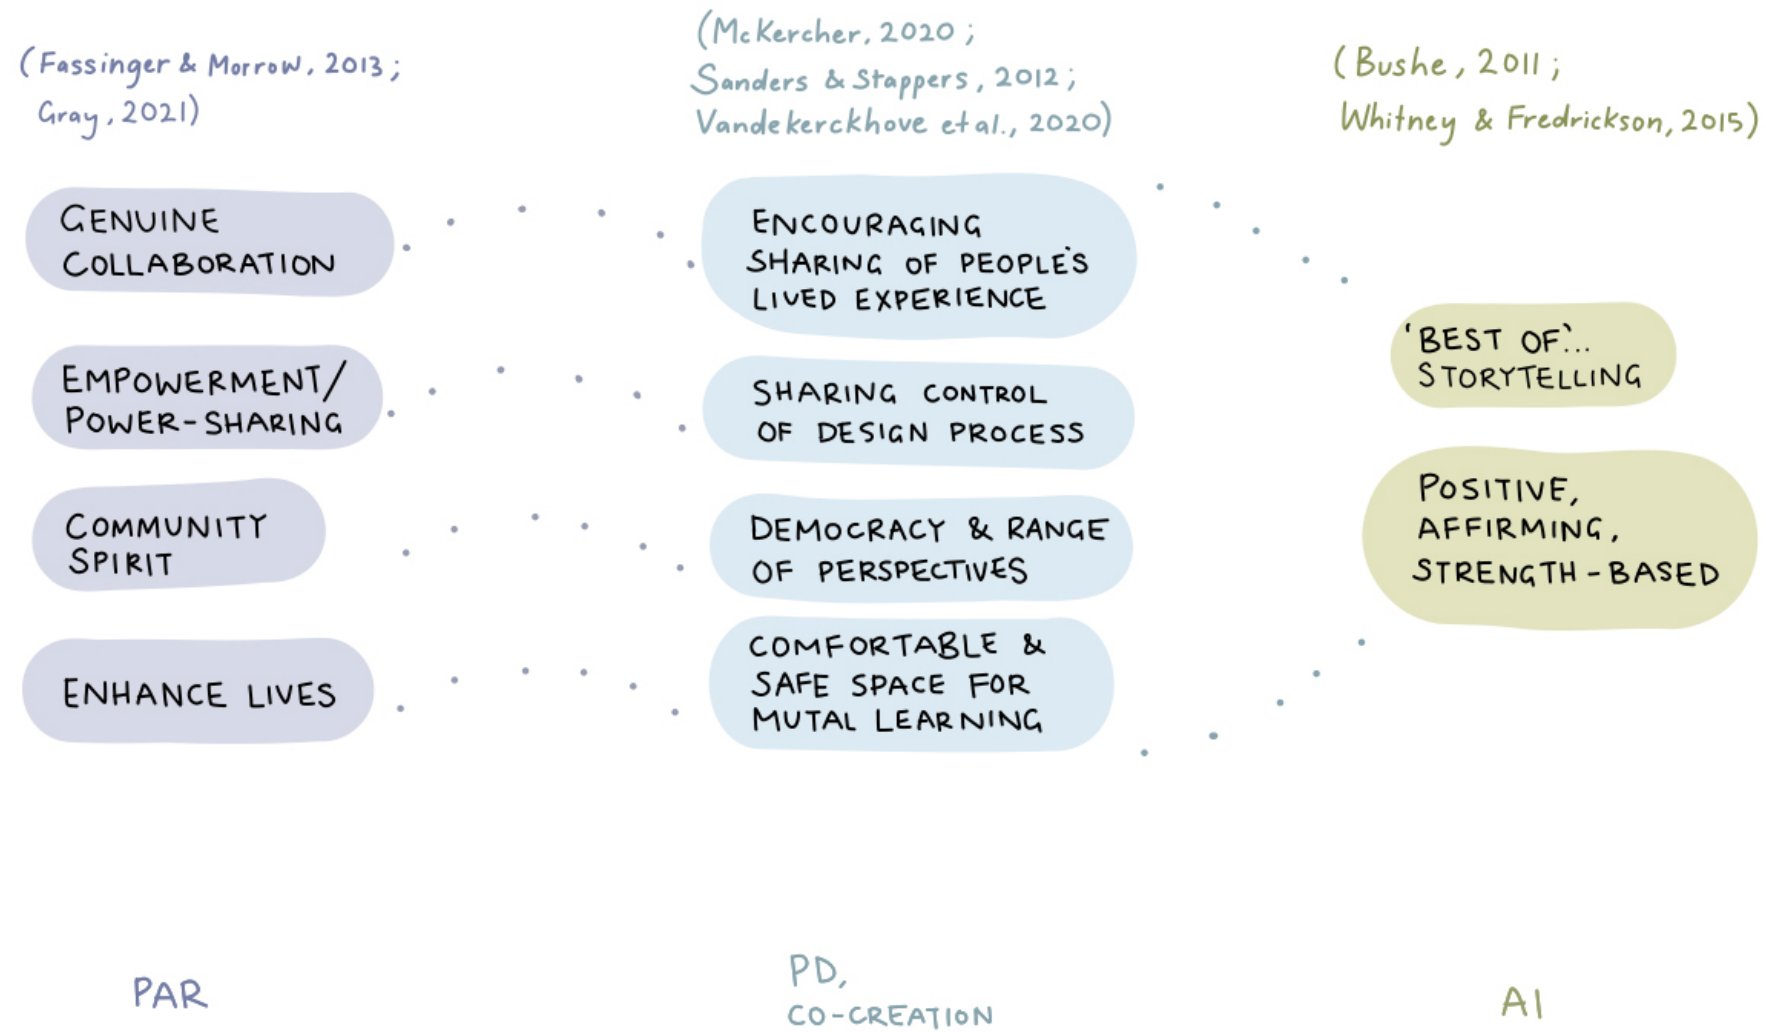 (Fassinger & Morrow, 2013;
Gray, 2021)
GENUINE
COLLABORATION
EMPOWERMENT/
POWER-SHARING
COMMUNITY
SPIRIT
ENHANCE LIVES
PAR
(McKercher, 2020;
Sanders & Stappers, 2012;
Vandekerckhove et al., 2020)
ENCOURAGING
SHARING OF PEOPLE'S
LIVED EXPERIENCE
SHARING CONTROL
OF DESIGN PROCESS
DEMOCRACY & RANGE
OF PERSPECTIVES
COMFORTABLE &
SAFE SPACE FOR
MUTAL LEARNING
PD,
CO-CREATION
(Bushe, 2011;
Whitney & Fredrickson, 2015)
'BEST OF'...
STORYTELLING
POSITIVE,
AFFIRMING,
STRENGTH-BASED
AI